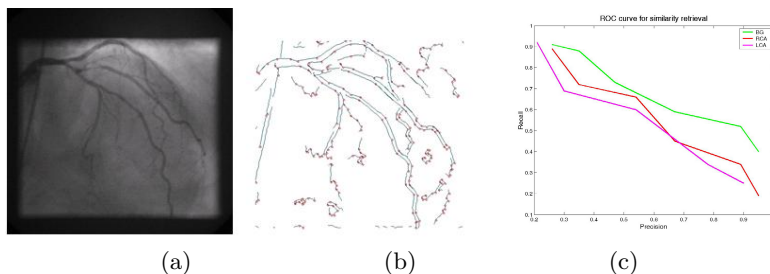 ROC curve for similarity retrieval
BG
RCA
LCA
Recall
1
0.9
0.8
0.7
0.6
0.5
0.4
0.3
0.2
0.1
0.2 0.3 0.4 0.5 0.6 0.7 0.8 0.9
Precision
(a) (b) (c)